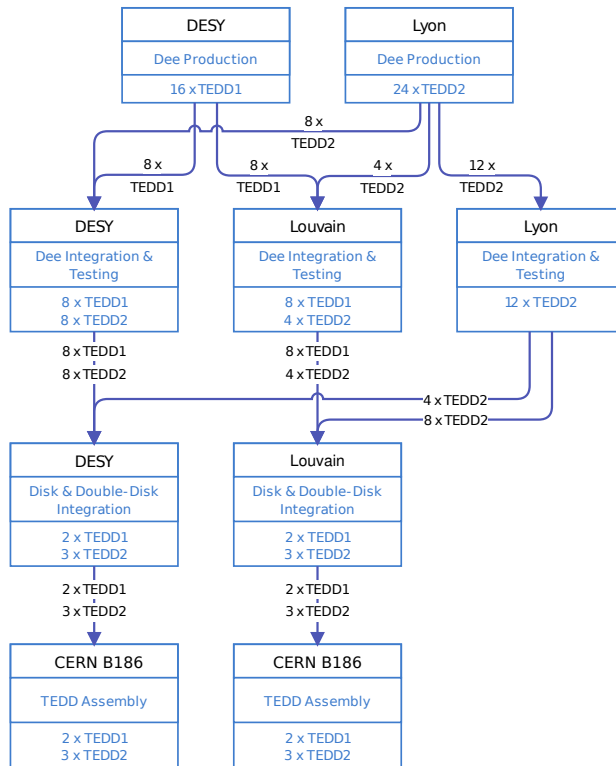 DESY
Lyon
Dee Production
Dee Production
16 x TEDD1
24 x TEDD2
8 x
TEDD2
8 x
TEDD1
8 x
TEDD1
4 x
TEDD2
12 x
TEDD2
DESY
Louvain
Lyon
Dee Integration &
Testing
Dee Integration &
Testing
Dee Integration &
Testing
8 x TEDD1
8 x TEDD2
8 x TEDD1
4 x TEDD2
12 x TEDD2
8 x TEDD1
8 x TEDD2
8 x TEDD1
4 x TEDD2
4 x TEDD2
8 x TEDD2
DESY
Louvain
Disk & Double-Disk
Integration
Disk & Double-Disk
Integration
2 x TEDD1
3 x TEDD2
2 x TEDD1
3 x TEDD2
2 x TEDD1
3 x TEDD2
2 x TEDD1
3 x TEDD2
CERN B186
CERN B186
TEDD Assembly
TEDD Assembly
2 x TEDD1
3 x TEDD2
2 x TEDD1
3 x TEDD2